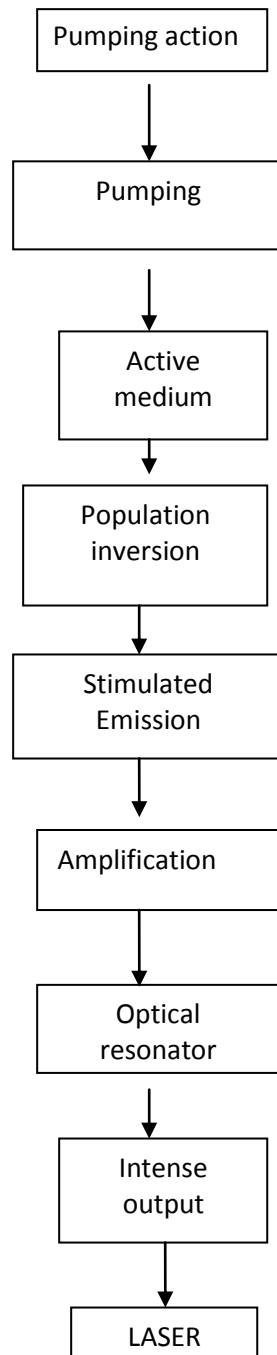 Pumping action
Pumping
Active
medium
Population
inversion
Stimulated
Emission
Amplification
Optical
resonator
Intense
output
LASER